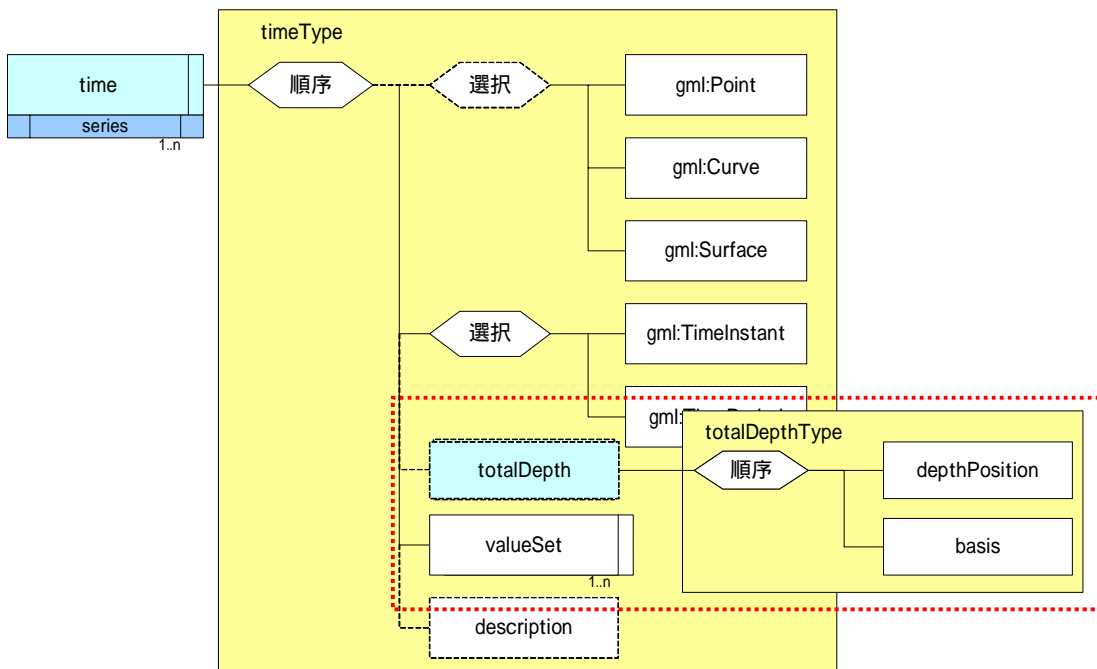 timeType
time
series
1..n
順序
選択
gml:Point
gml:Curve
gml:Surface
選択
gml:TimeInstant
totalDepth
totalDepthType
順序
depthPosition
basis
valueSet
1..n
description